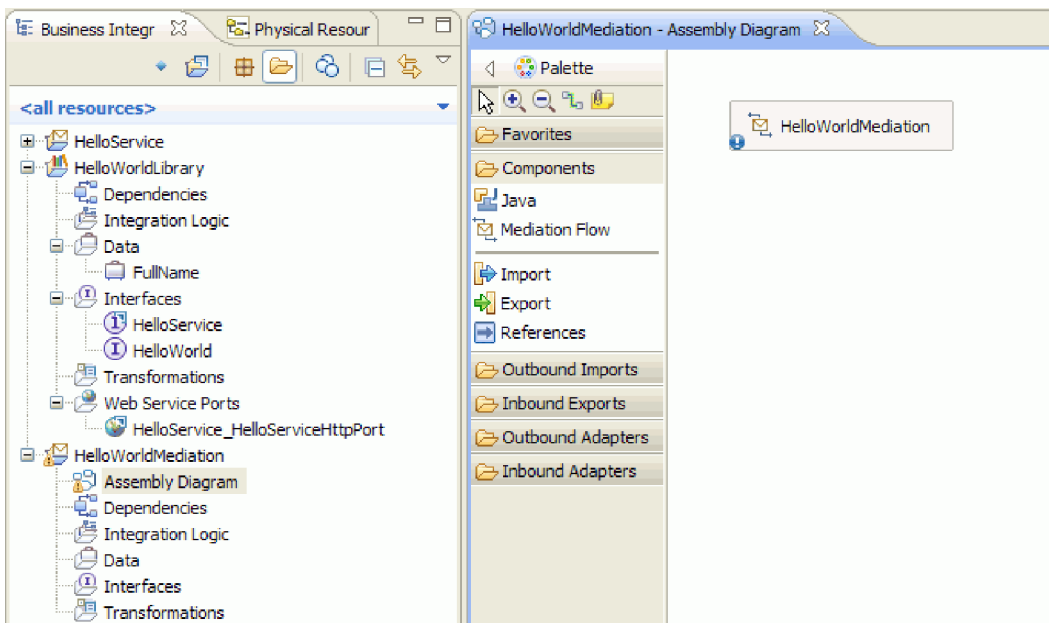 Business Integr
Physical Resour
<all resources>
HelloService
HelloWorldLibrary
Dependencies
Integration Logic
Data
FullName
Interfaces
HelloService
HelloWorld
Transformations
Web Service Ports
HelloService_HelloServiceHttpPort
HelloWorldMediation
Assembly Diagram
Dependencies
Integration Logic
Data
Interfaces
Transformations
HelloWorldMediation - Assembly Diagram
Palette
Favorites
Components
Java
Mediation Flow
Import
Export
References
Outbound Imports
Inbound Exports
Outbound Adapters
Inbound Adapters
HelloWorldMediation